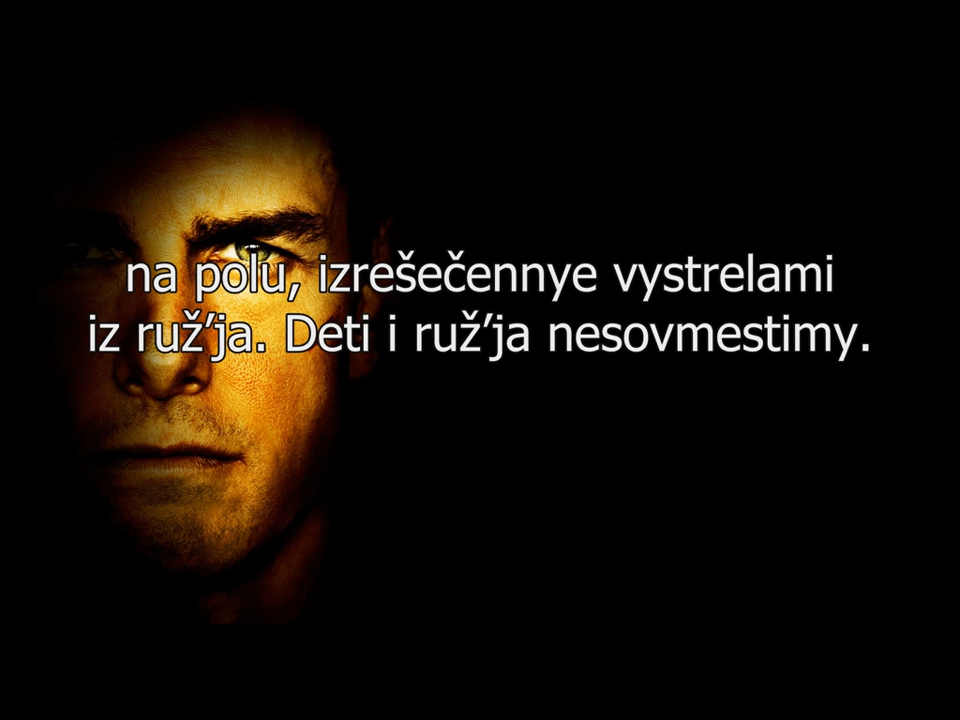 na polu, izrešečennye vystrelami
iz ruž’ja. Deti i ruž’ja nesovmestimy.